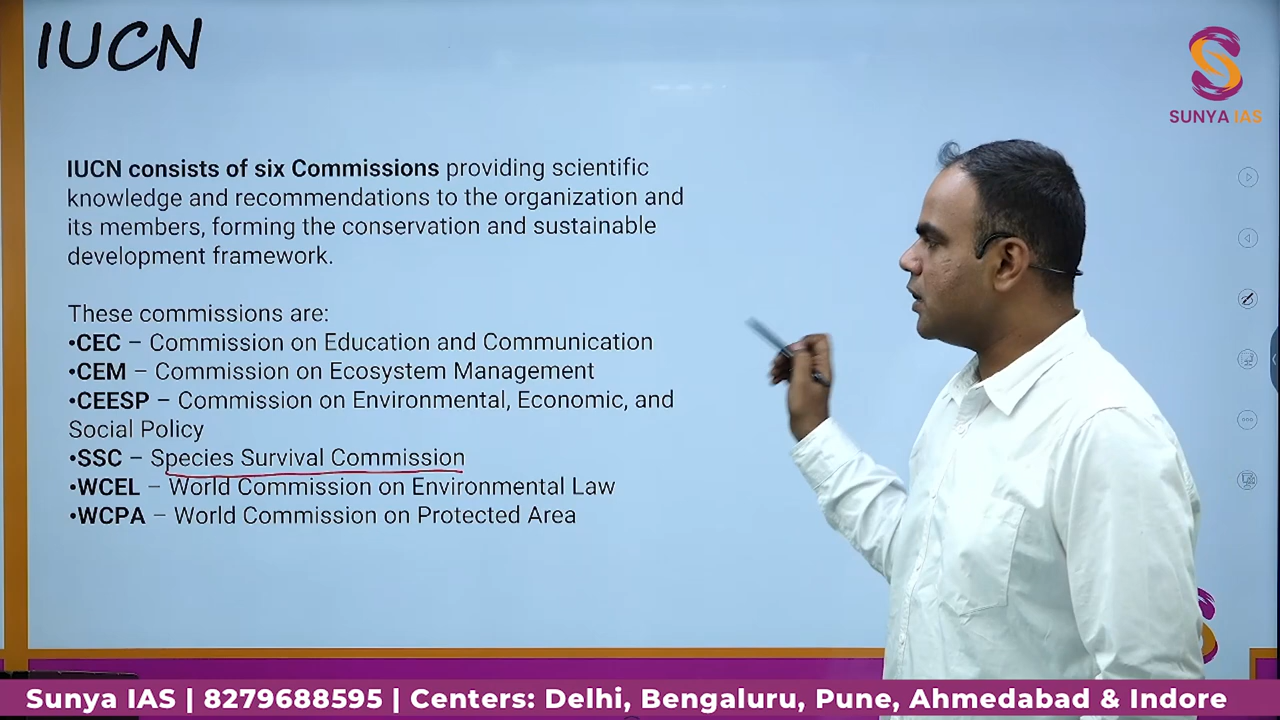 IUCN
SUNYA IAS
IUCN consists of six Commissions providing scientific
knowledge and recommendations to the organization and
its members, forming the conservation and sustainable
development framework.
These commissions are:
•CEC – Commission on Education and Communication
•CEM – Commission on Ecosystem Management
•CEESP – Commission on Environmental, Economic, and
Social Policy
•SSC – Species Survival Commission
•WCEL – World Commission on Environmental Law
•WCPA – World Commission on Protected Area
Sunya IAS | 8279688595 | Centers: Delhi, Bengaluru, Pune, Ahmedabad & Indore